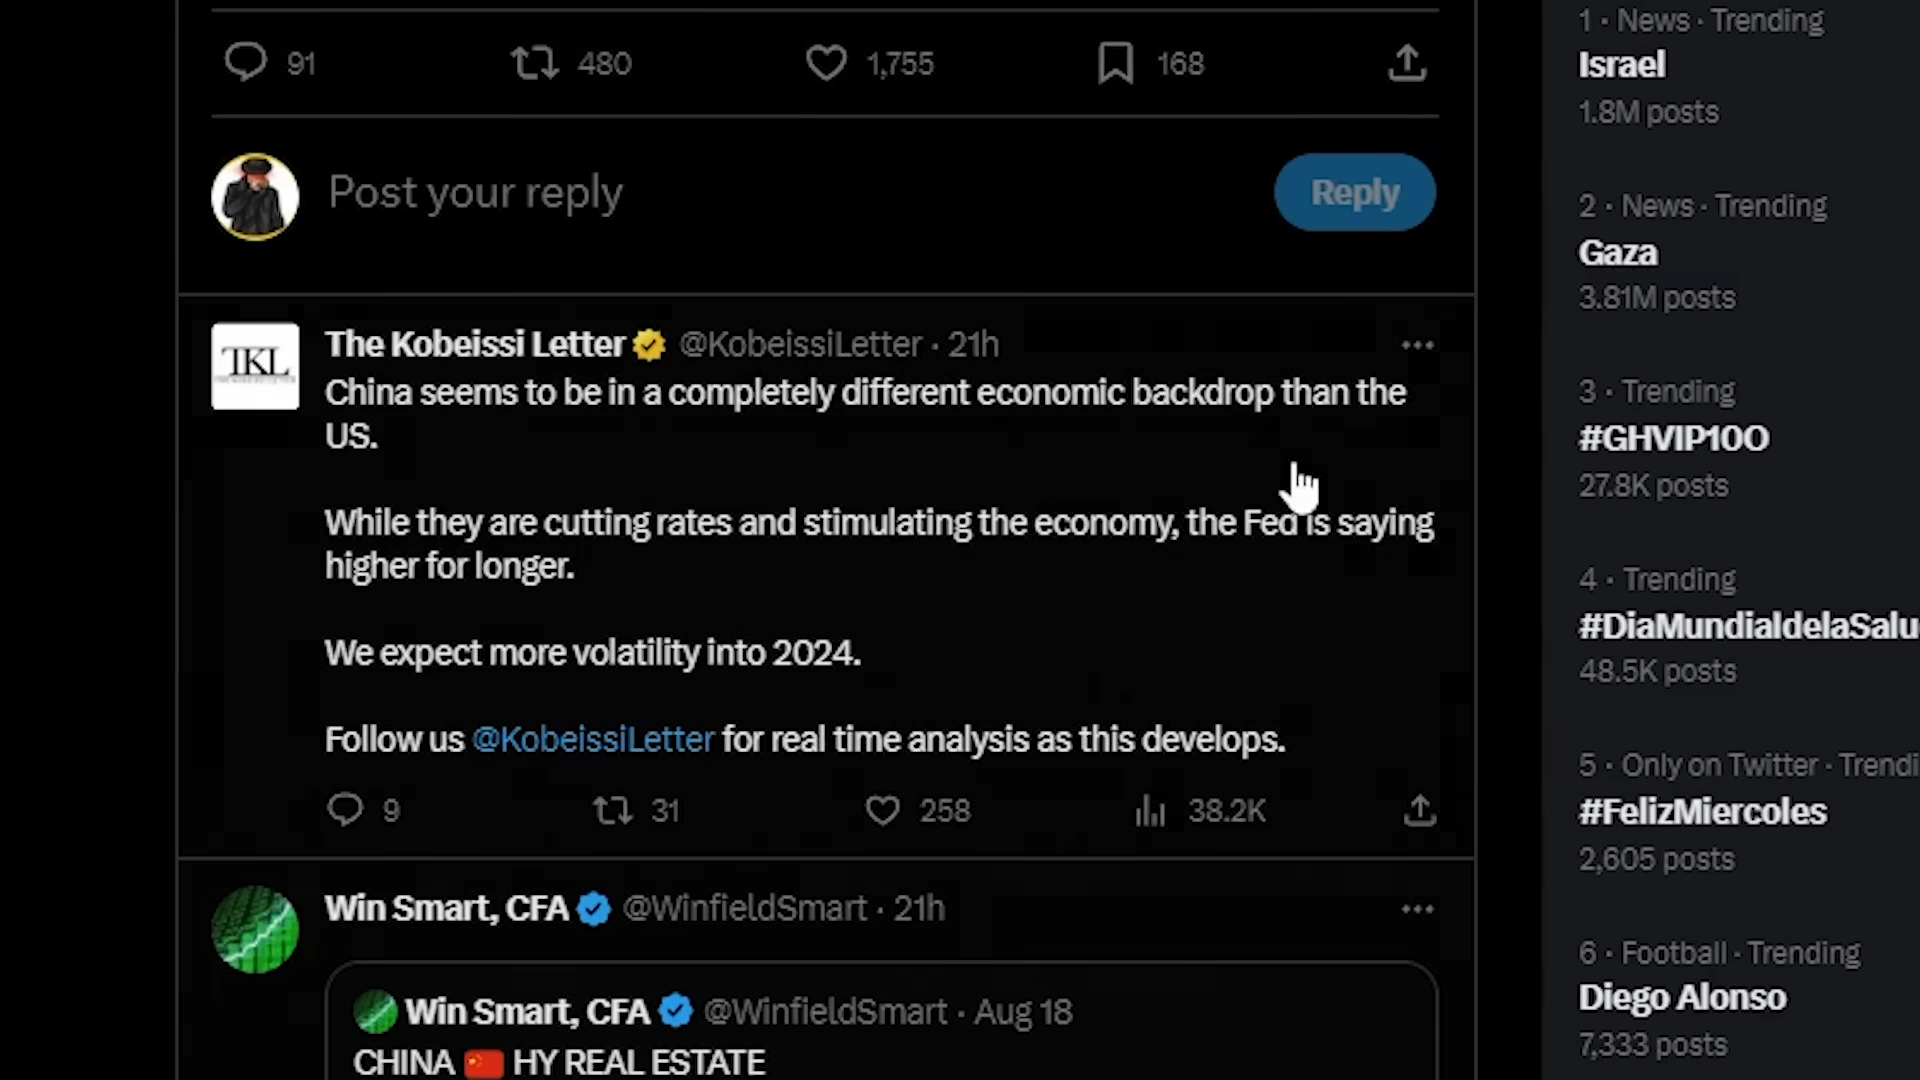 91 480 1,755 168
Post your reply
Reply
TKL
The Kobeissi Letter @KobeissiLetter · 21h
China seems to be in a completely different economic backdrop than the
US.
While they are cutting rates and stimulating the economy, the Fed is saying
higher for longer.
We expect more volatility into 2024.
Follow us @KobeissiLetter for real time analysis as this develops.
9 31 258 38.2K
Win Smart, CFA @WinfieldSmart · 21h
Win Smart, CFA @WinfieldSmart · Aug 18
CHINA 🇨🇳 HY REAL ESTATE
1 · News · Trending
Israel
1.8M posts
2 · News · Trending
Gaza
3.81M posts
3 · Trending
#GHVIP10O
27.8K posts
4 · Trending
#DiaMundialdelaSalu
48.5K posts
5 · Only on Twitter · Trendi
#FelizMiercoles
2,605 posts
6 · Football · Trending
Diego Alonso
7,333 posts